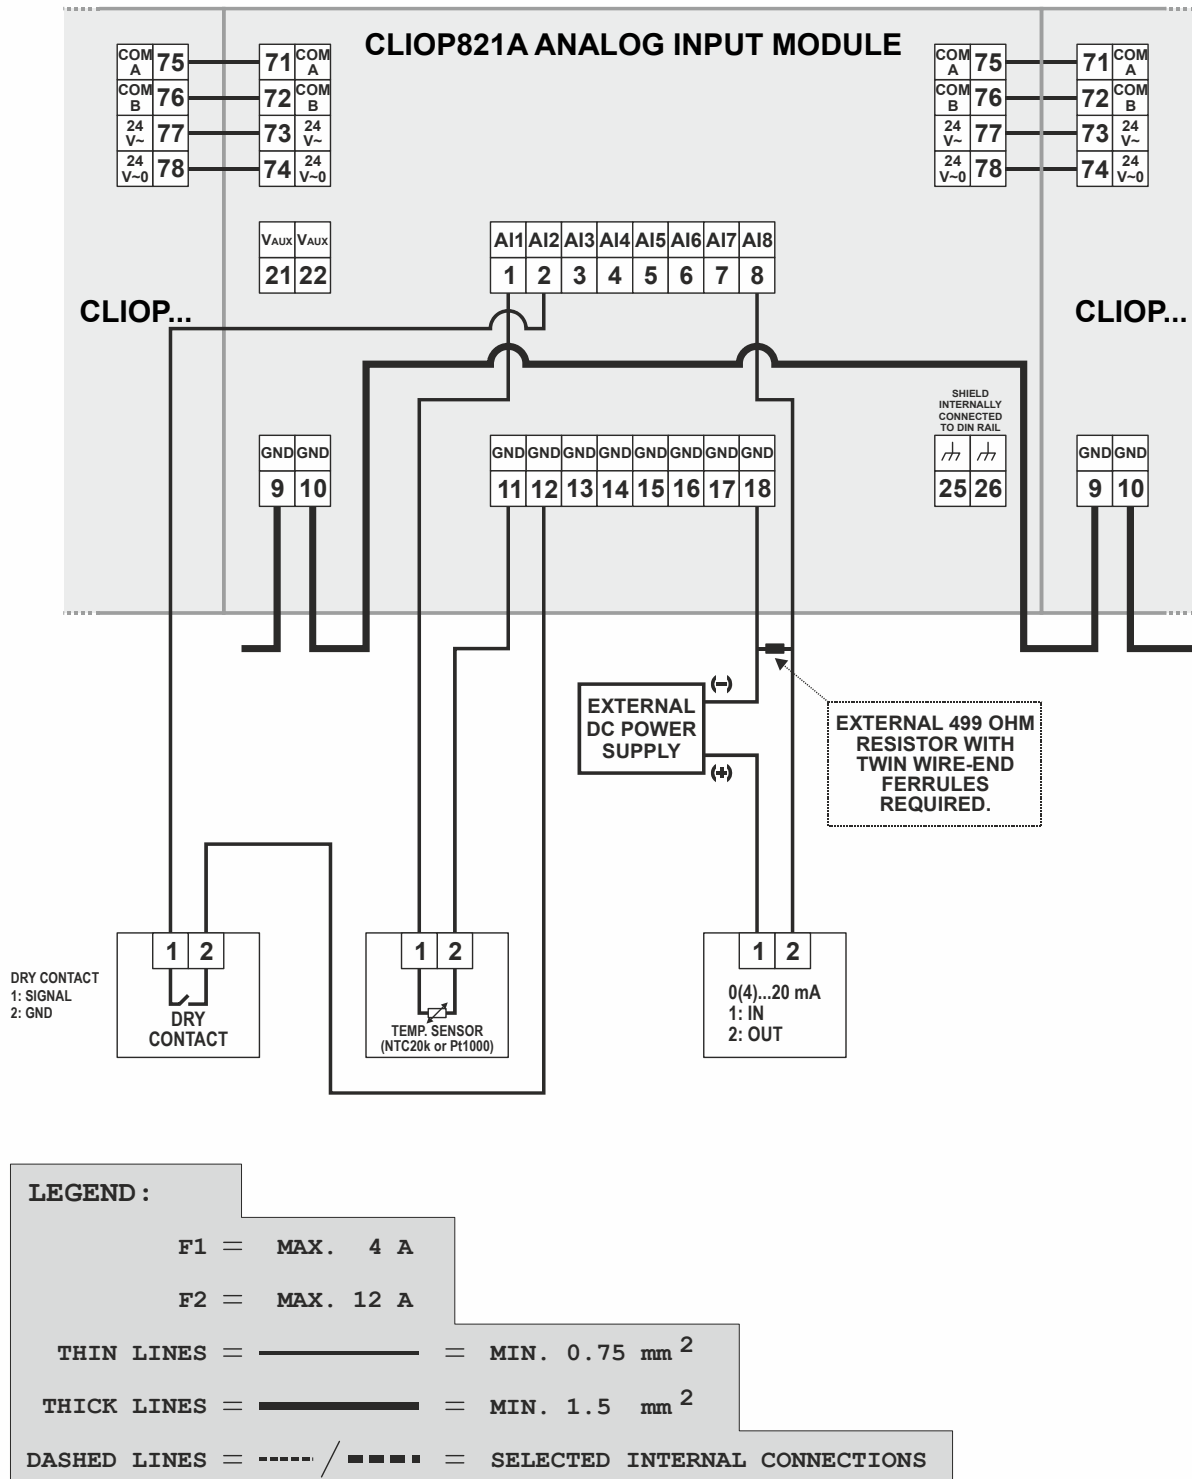 CLIOP821A ANALOG INPUT MODULE
COM A 75 71 COM A
COM B 76 72 COM B
24 V~ 77 73 24 V~
24 V~0 78 74 24 V~0
COM A 75 71 COM A
COM B 76 72 COM B
24 V~ 77 73 24 V~
24 V~0 78 74 24 V~0
VAUX VAUX
21 22
AI1 AI2 AI3 AI4 AI5 AI6 AI7 AI8
1 2 3 4 5 6 7 8
CLIOP...
CLIOP...
SHIELD
INTERNALLY
CONNECTED
TO DIN RAIL
GND GND
9 10
GND GND GND GND GND GND GND GND
11 12 13 14 15 16 17 18
25 26
GND GND
9 10
EXTERNAL
DC POWER
SUPPLY
(-)
(+)
EXTERNAL 499 OHM
RESISTOR WITH
TWIN WIRE-END
FERRULES
REQUIRED.
DRY CONTACT
1: SIGNAL
2: GND
1 2
DRY
CONTACT
1 2
TEMP. SENSOR
(NTC20k or Pt1000)
1 2
0(4)...20 mA
1: IN
2: OUT
LEGEND:
F1 = MAX. 4 A
F2 = MAX. 12 A
THIN LINES = = MIN. 0.75 mm 2
THICK LINES = = MIN. 1.5 mm 2
DASHED LINES = / = SELECTED INTERNAL CONNECTIONS